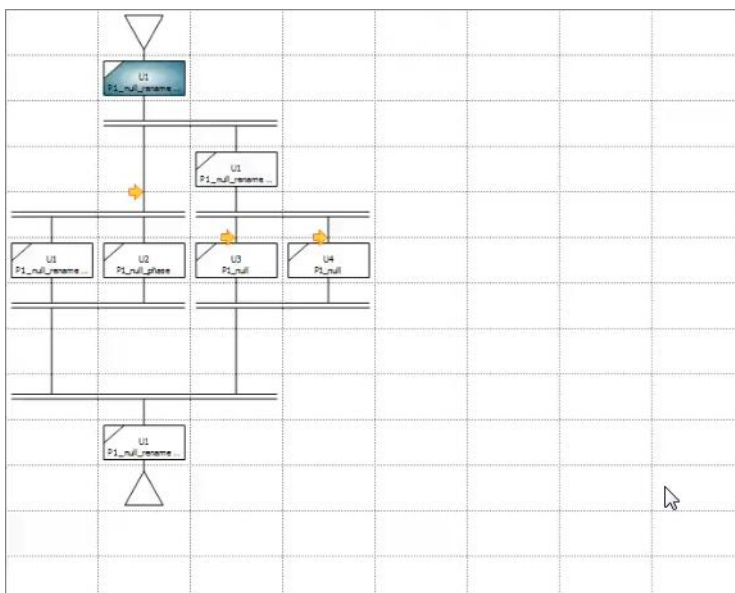 U1
P1_null_rename ...
U1
P1_null_rename ...
U1
P1_null_rename ...
U2
P1_null_phase
U3
P1_null
U4
P1_null
U1
P1_null_rename ...